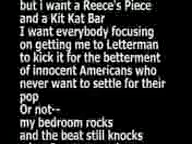 but i want a Reece's Piece
and a Kit Kat Bar
I want everybody focusing
on getting me to Letterman
to kick it for the betterment
of innocent Americans who
never want to settle for their
pop
Or not--
my bedroom rocks
and the beat still knocks